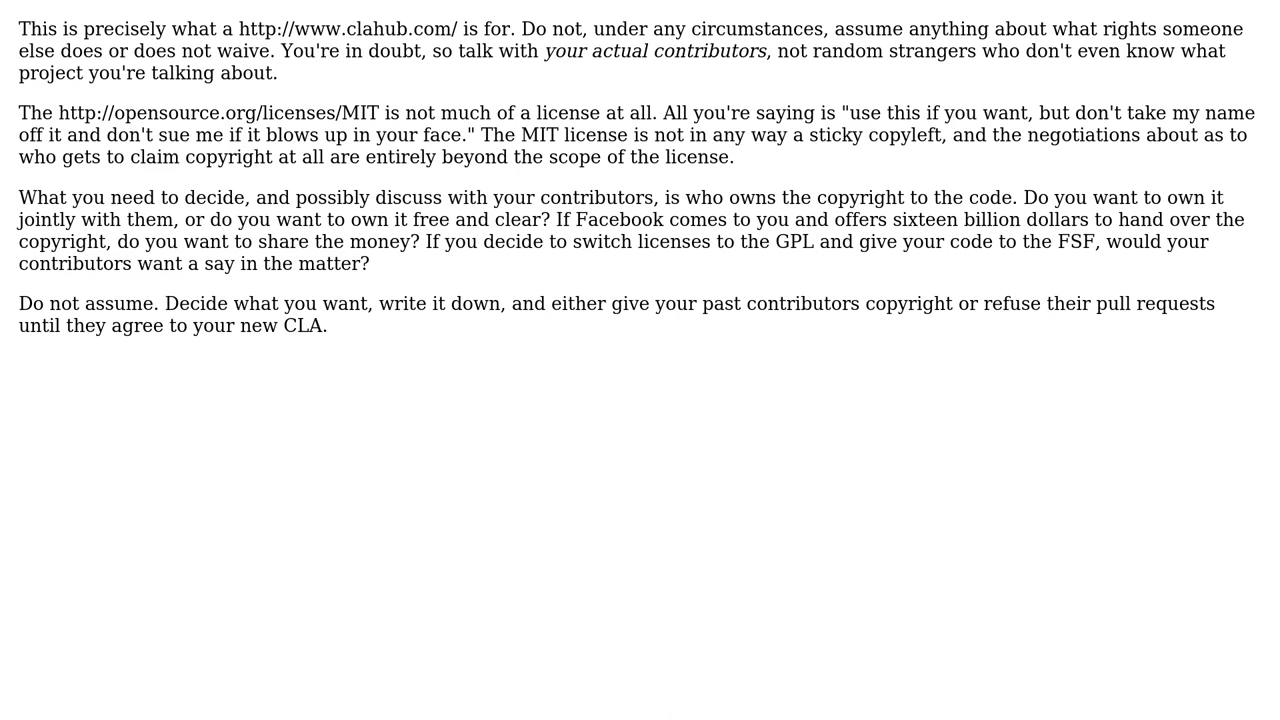 This is precisely what a http://www.clahub.com/ is for. Do not, under any circumstances, assume anything about what rights someone
else does or does not waive. You're in doubt, so talk with your actual contributors, not random strangers who don't even know what
project you're talking about.
The http://opensource.org/licenses/MIT is not much of a license at all. All you're saying is "use this if you want, but don't take my name
off it and don't sue me if it blows up in your face." The MIT license is not in any way a sticky copyleft, and the negotiations about as to
who gets to claim copyright at all are entirely beyond the scope of the license.
What you need to decide, and possibly discuss with your contributors, is who owns the copyright to the code. Do you want to own it
jointly with them, or do you want to own it free and clear? If Facebook comes to you and offers sixteen billion dollars to hand over the
copyright, do you want to share the money? If you decide to switch licenses to the GPL and give your code to the FSF, would your
contributors want a say in the matter?
Do not assume. Decide what you want, write it down, and either give your past contributors copyright or refuse their pull requests
until they agree to your new CLA.